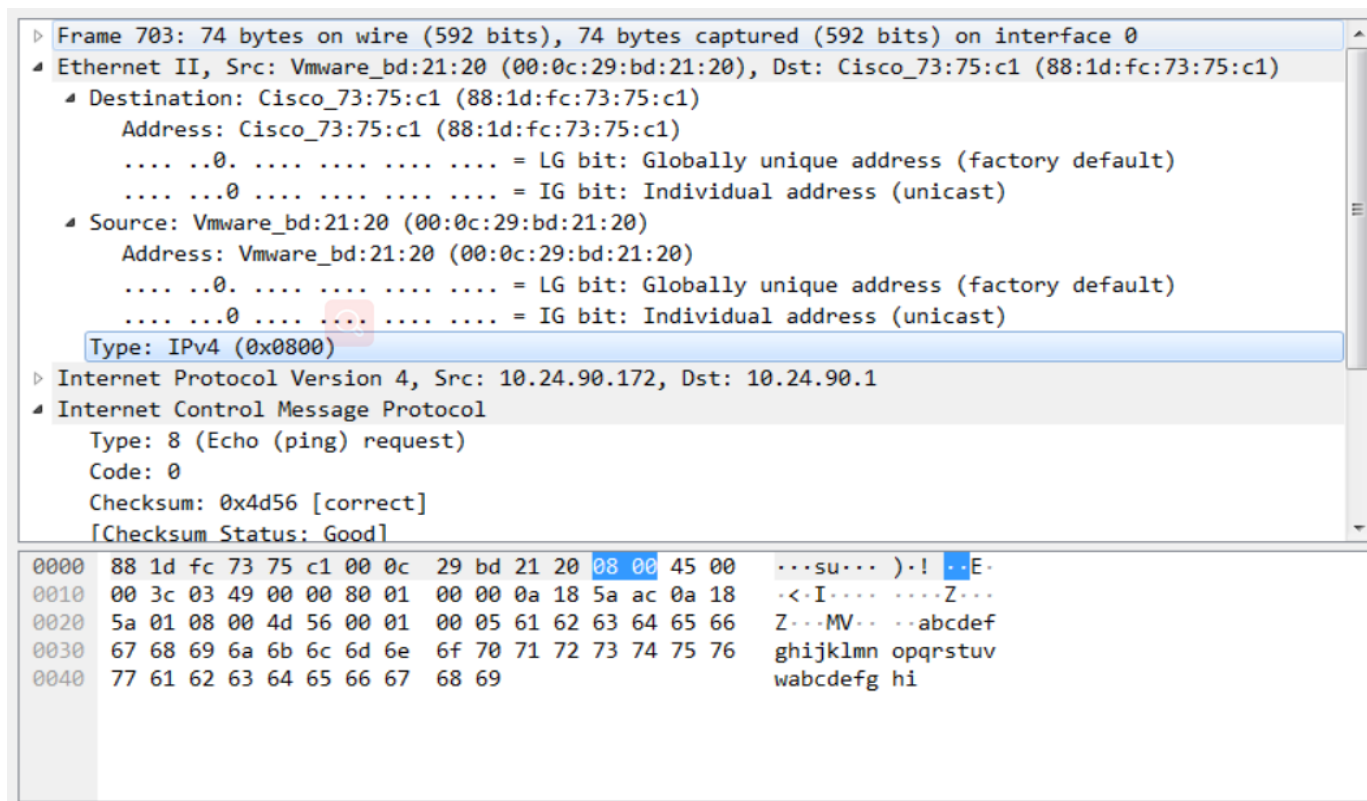 Frame 703: 74 bytes on wire (592 bits), 74 bytes captured (592 bits) on interface 0
Ethernet II, Src: Vmware_bd:21:20 (00:0c:29:bd:21:20), Dst: Cisco_73:75:c1 (88:1d:fc:73:75:c1)
Destination: Cisco_73:75:c1 (88:1d:fc:73:75:c1)
Address: Cisco_73:75:c1 (88:1d:fc:73:75:c1)
.... ..0. .... .... .... .... = LG bit: Globally unique address (factory default)
.... ...0 .... .... .... .... = IG bit: Individual address (unicast)
Source: Vmware_bd:21:20 (00:0c:29:bd:21:20)
Address: Vmware_bd:21:20 (00:0c:29:bd:21:20)
.... ..0. .... .... .... .... = LG bit: Globally unique address (factory default)
.... ...0 .... .... .... .... = IG bit: Individual address (unicast)
Type: IPv4 (0x0800)
Internet Protocol Version 4, Src: 10.24.90.172, Dst: 10.24.90.1
Internet Control Message Protocol
Type: 8 (Echo (ping) request)
Code: 0
Checksum: 0x4d56 [correct]
[Checksum Status: Good]
0000 88 1d fc 73 75 c1 00 0c 29 bd 21 20 08 00 45 00 ···su··· )·! ··E·
0010 00 3c 03 49 00 00 80 01 00 00 0a 18 5a ac 0a 18 ·<·I···· ····Z···
0020 5a 01 08 00 4d 56 00 01 00 05 61 62 63 64 65 66 Z···MV·· ··abcdef
0030 67 68 69 6a 6b 6c 6d 6e 6f 70 71 72 73 74 75 76 ghijklmn opqrstuv
0040 77 61 62 63 64 65 66 67 68 69 wabcdefg hi